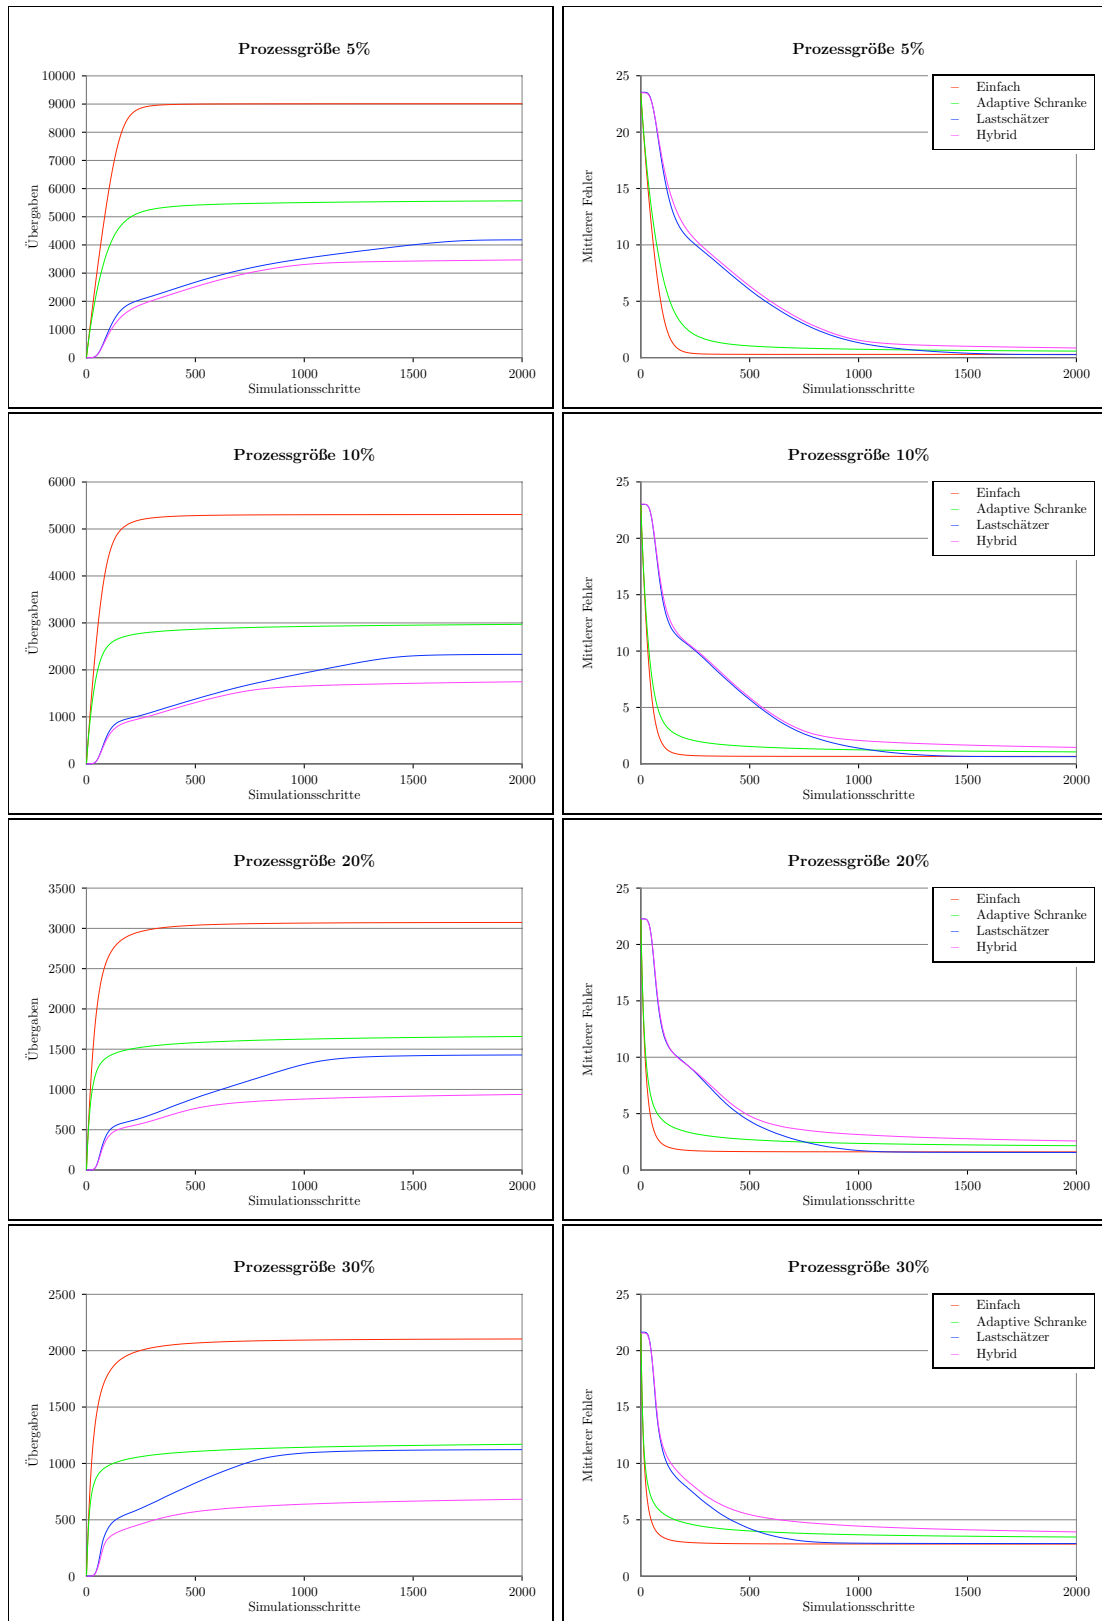 Prozessgröße 5%
10000
9000
8000
7000
6000
5000
4000
3000
2000
1000
0
Übergaben
0 500 1000 1500 2000
Simulationsschritte
Prozessgröße 5%
25
20
15
10
5
0
Mittlerer Fehler
0 500 1000 1500 2000
Simulationsschritte
Einfach
Adaptive Schranke
Lastschätzer
Hybrid
Prozessgröße 10%
6000
5000
4000
3000
2000
1000
0
Übergaben
0 500 1000 1500 2000
Simulationsschritte
Prozessgröße 10%
25
20
15
10
5
0
Mittlerer Fehler
0 500 1000 1500 2000
Simulationsschritte
Einfach
Adaptive Schranke
Lastschätzer
Hybrid
Prozessgröße 20%
3500
3000
2500
2000
1500
1000
500
0
Übergaben
0 500 1000 1500 2000
Simulationsschritte
Prozessgröße 20%
25
20
15
10
5
0
Mittlerer Fehler
0 500 1000 1500 2000
Simulationsschritte
Einfach
Adaptive Schranke
Lastschätzer
Hybrid
Prozessgröße 30%
2500
2000
1500
1000
500
0
Übergaben
0 500 1000 1500 2000
Simulationsschritte
Prozessgröße 30%
25
20
15
10
5
0
Mittlerer Fehler
0 500 1000 1500 2000
Simulationsschritte
Einfach
Adaptive Schranke
Lastschätzer
Hybrid